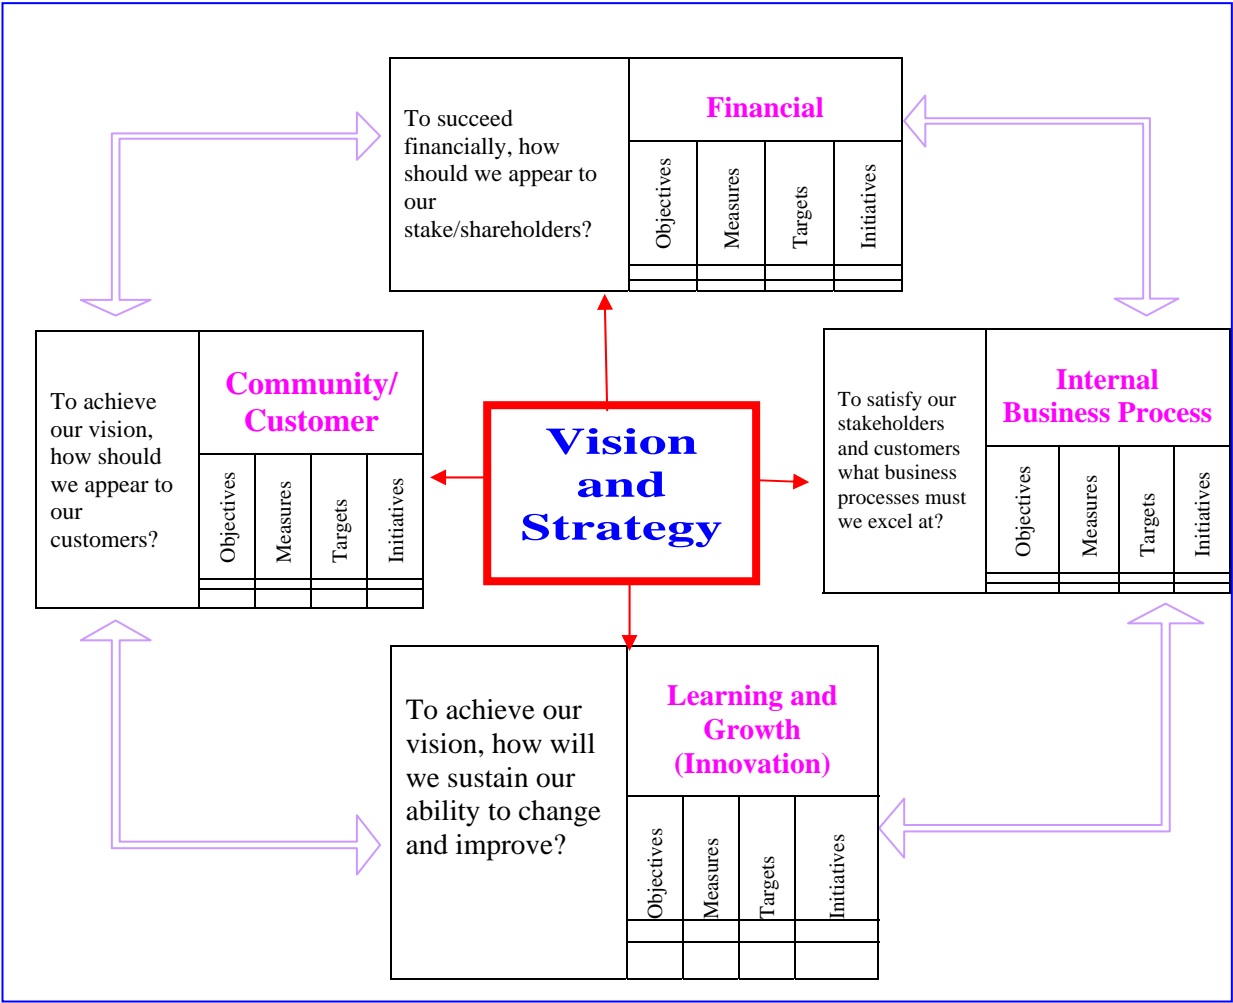 To succeed
financially, how
should we appear to
our
stake/shareholders?
Financial
Objectives
Measures
Targets
Initiatives
To achieve
our vision,
how should
we appear to
our
customers?
Community/
Customer
Objectives
Measures
Targets
Initiatives
Vision
and
Strategy
To satisfy our
stakeholders
and customers
what business
processes must
we excel at?
Internal
Business Process
Objectives
Measures
Targets
Initiatives
To achieve our
vision, how will
we sustain our
ability to change
and improve?
Learning and
Growth
(Innovation)
Objectives
Measures
Targets
Initiatives